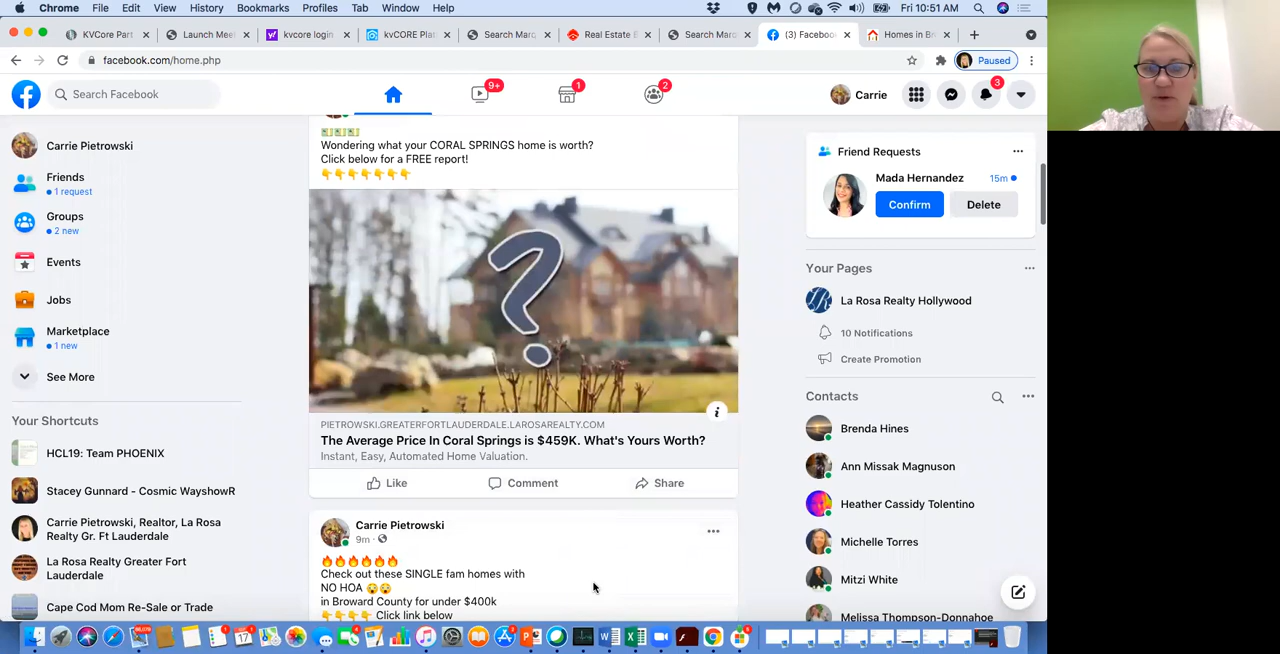 Chrome File Edit View History Bookmarks Profiles Tab Window Help Fri 10:51 AM
KVCore Part Launch Meet kvcore login kvCORE Pla Search Marq Real Estate E Search Marq (3) Facebook Homes in Br
facebook.com/home.php Paused
Search Facebook 9+ 1 2 Carrie 3
Carrie Pietrowski
Friends
1 request
Groups
2 new
Events
Jobs
Marketplace
1 new
See More
Your Shortcuts
HCL19: Team PHOENIX
Stacey Gunnard - Cosmic WayshowR
Carrie Pietrowski, Realtor, La Rosa
Realty Gr. Ft Lauderdale
La Rosa Realty Greater Fort
Lauderdale
Cape Cod Mom Re-Sale or Trade
Wondering what your CORAL SPRINGS home is worth?
Click below for a FREE report!
?
PIETROWSKI.GREATERFORTLAUDERDALE.LAROSAREALTY.COM
The Average Price In Coral Springs is $459K. What's Yours Worth?
Instant, Easy, Automated Home Valuation.
Like Comment Share
Carrie Pietrowski
9m ·
Check out these SINGLE fam homes with
NO HOA
in Broward County for under $400k
Click link below
Friend Requests
Mada Hernandez 15m
Confirm Delete
Your Pages
La Rosa Realty Hollywood
10 Notifications
Create Promotion
Contacts
Brenda Hines
Ann Missak Magnuson
Heather Cassidy Tolentino
Michelle Torres
Mitzi White
Melissa Thompson-Donnahoe